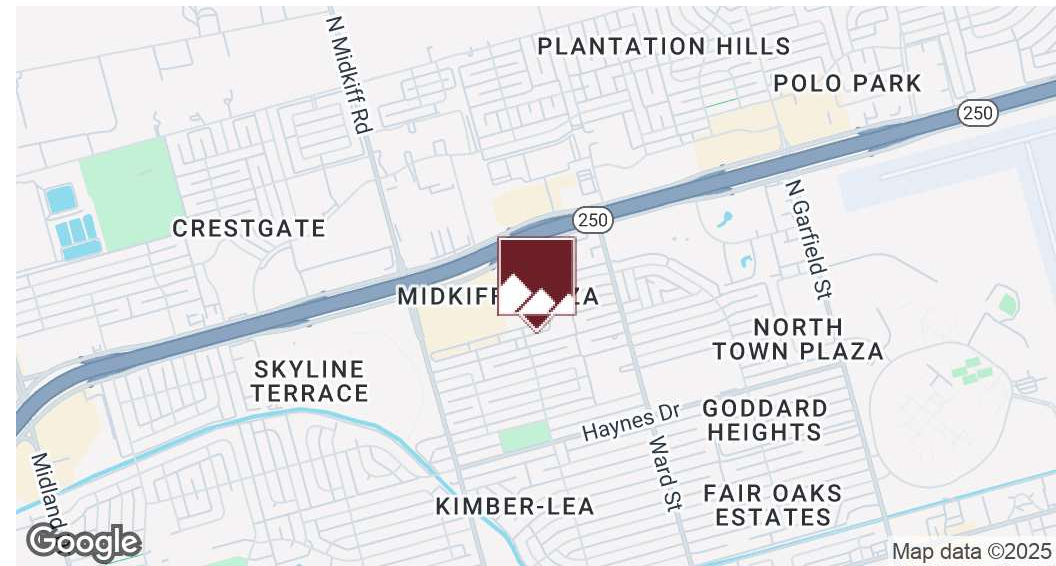 N Midkiff Rd
PLANTATION HILLS
POLO PARK
250
CRESTGATE
250
N Garfield St
MIDKIFF
ZA
NORTH
TOWN PLAZA
SKYLINE
TERRACE
GODDARD
HEIGHTS
Haynes Dr
Ward St
Midland
KIMBER-LEA
FAIR OAKS
ESTATES
Google
Map data ©2025